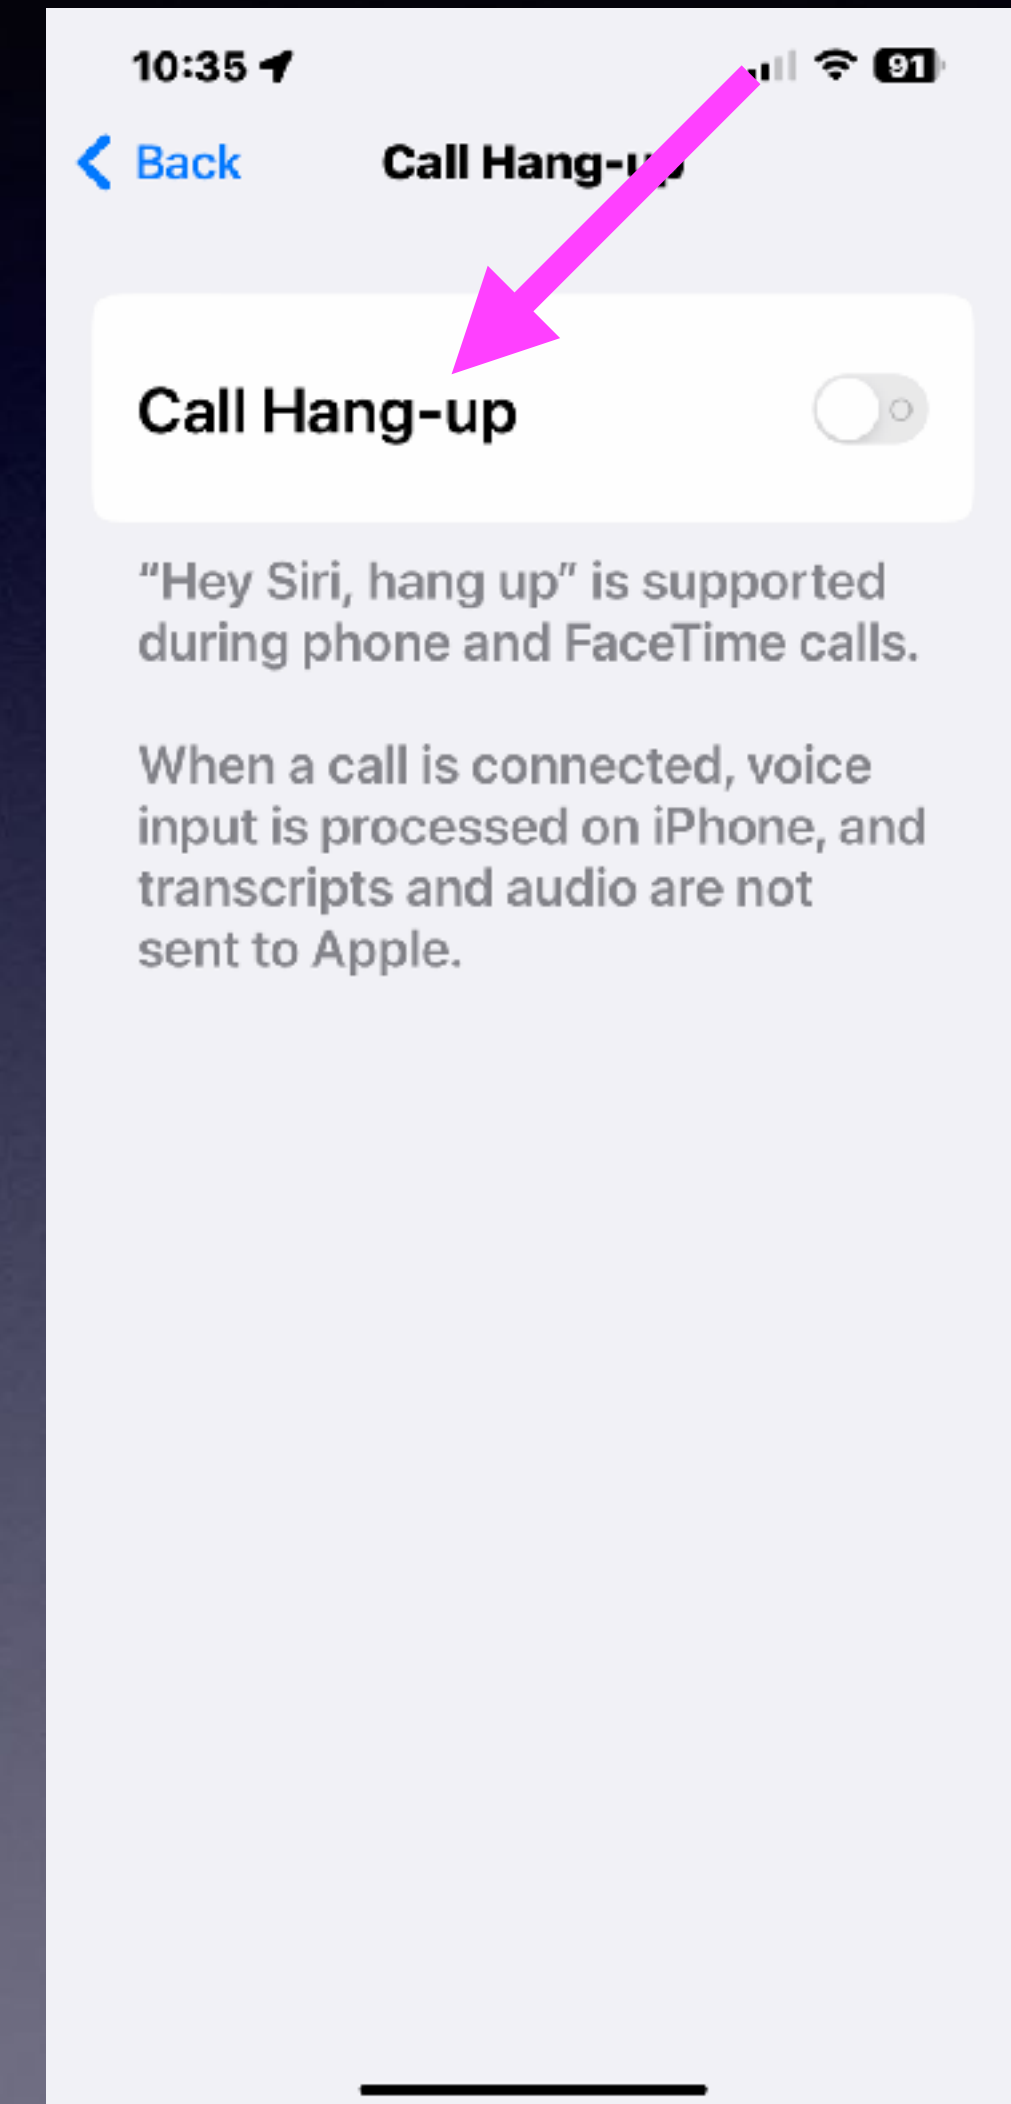 10:35
91
Back
Call Hang-up
Call Hang-up
“Hey Siri, hang up” is supported
during phone and FaceTime calls.
When a call is connected, voice
input is processed on iPhone, and
transcripts and audio are not
sent to Apple.